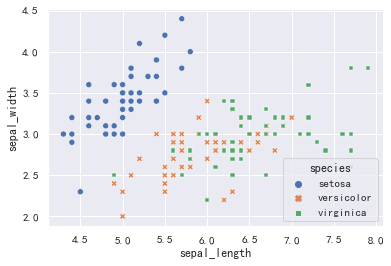 4.5
4.0
3.5
3.0
2.5
2.0
sepal_width
species
setosa
versicolor
virginica
4.5 5.0 5.5 6.0 6.5 7.0 7.5 8.0
sepal_length